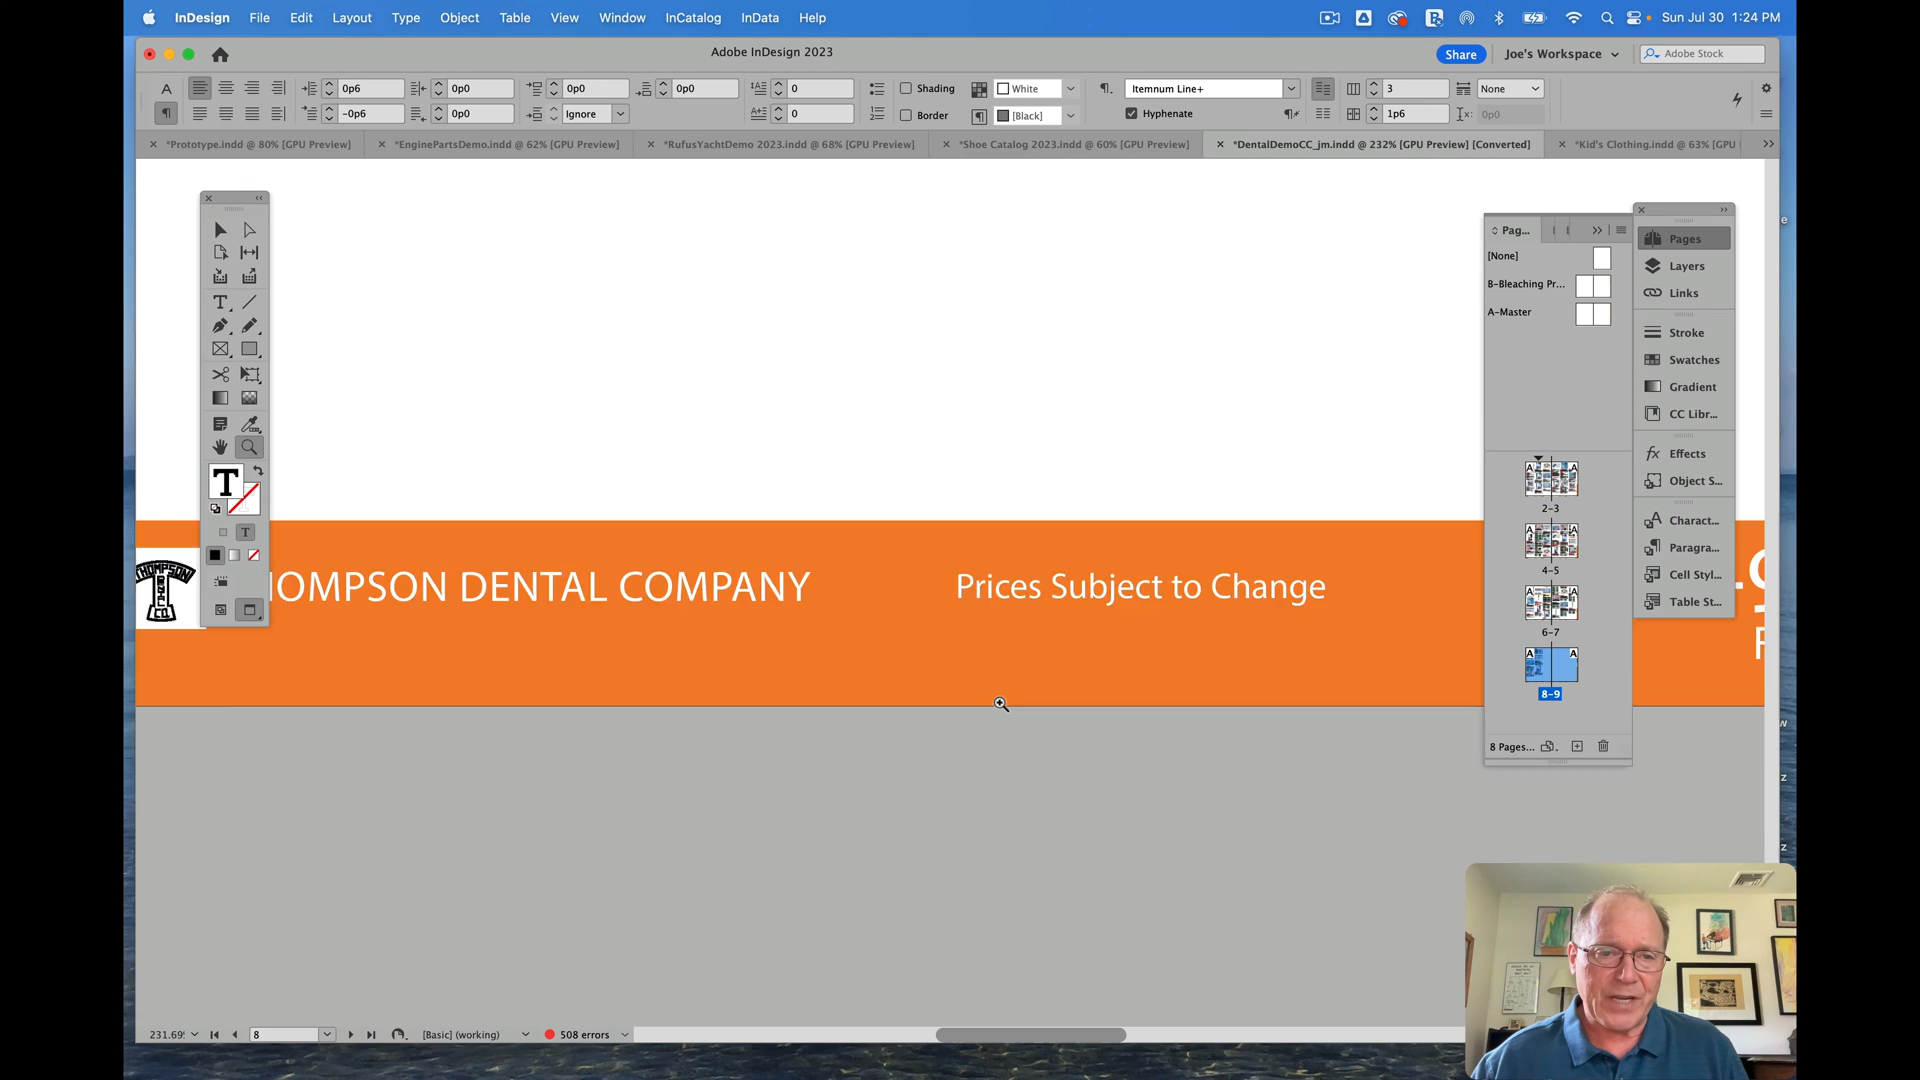 InDesign File Edit Layout Type Object Table View Window InCatalog InData Help
Sun Jul 30 1:24 PM
Adobe InDesign 2023
Share
Joe's Workspace
Adobe Stock
A 0p6 0p0 0p0 0p0 0 Shading White Itemnum Line+ 3 None
-0p6 0p0 Ignore 0 Border [Black] Hyphenate 1p6 0p0
*Prototype.indd @ 80% [GPU Preview]
*EnginePartsDemo.indd @ 62% [GPU Preview]
*RufusYachtDemo 2023.indd @ 68% [GPU Preview]
*Shoe Catalog 2023.indd @ 60% [GPU Preview]
*DentalDemoCC_jm.indd @ 232% [GPU Preview] [Converted]
*Kid's Clothing.indd @ 63% [GPU
Pag...
[None]
B-Bleaching Pr...
A-Master
2-3
4-5
6-7
8-9
8 Pages...
Pages
Layers
Links
Stroke
Swatches
Gradient
CC Libr...
Effects
Object S...
Charact...
Paragra...
Cell Styl...
Table St...
THOMPSON
HOMPSON DENTAL COMPANY
Prices Subject to Change
231.69
8
[Basic] (working)
508 errors